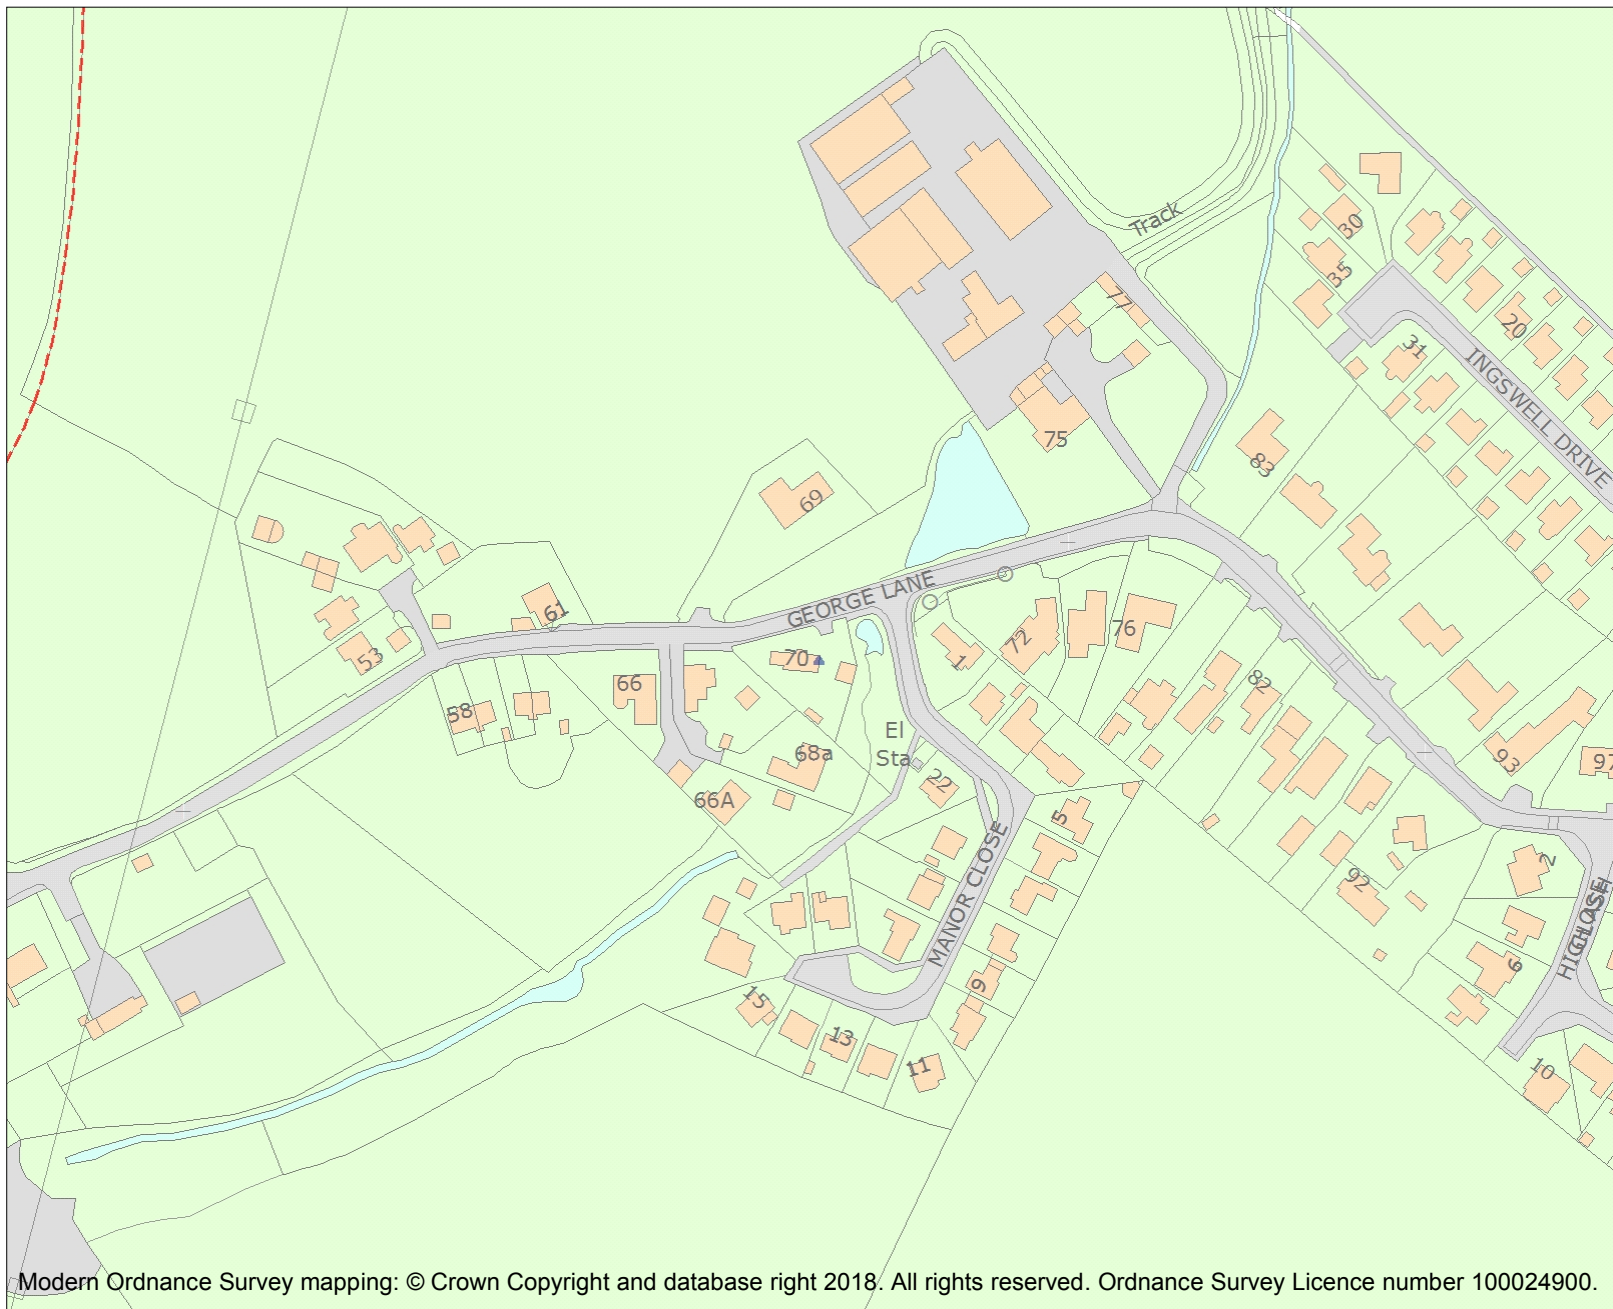 Track
30
35
77
20
31
INGSWELL DRIVE
75
83
69
GEORGE LANE
61
53
70
72
76
1
66
58
82
El
Sta
68a
22
93
97
66A
5
2
92
MANOR CLOSE
HIGH CLOSE
6
9
15
13
11
10
Modern Ordnance Survey mapping: © Crown Copyright and database right 2018. All rights reserved. Ordnance Survey Licence number 100024900.